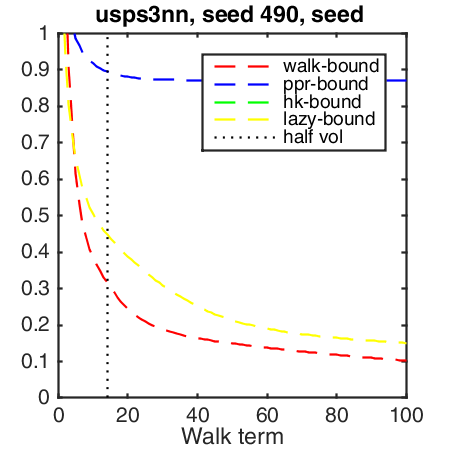 usps3nn, seed 490, seed
1
0.9
0.8
0.7
0.6
0.5
0.4
0.3
0.2
0.1
0
walk-bound
ppr-bound
hk-bound
lazy-bound
half vol
0 20 40 60 80 100
Walk term